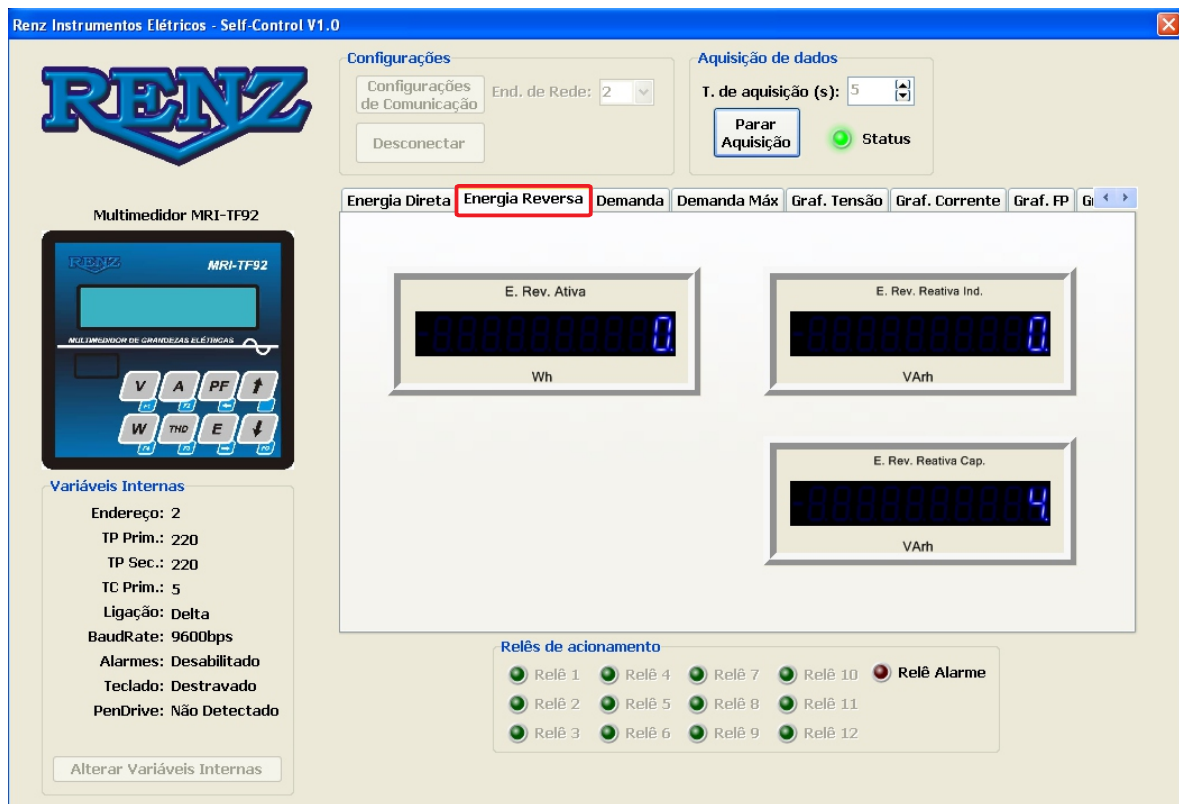 Renz Instrumentos Elétricos - Self-Control V1.0
RENZ
Configurações
Configurações
de Comunicação
End. de Rede: 2
Desconectar
Aquisição de dados
T. de aquisição (s): 5
Parar
Aquisição
Status
Multimedidor MRI-TF92
RENZ
MRI-TF92
MULTIMEDIDOR DE GRANDEZAS ELÉTRICAS
V A PF
F1 F2
W THD E
F4 F5
Energia Direta Energia Reversa Demanda Demanda Máx Graf. Tensão Graf. Corrente Graf. FP
E. Rev. Ativa
0.
Wh
E. Rev. Reativa Ind.
0.
VArh
E. Rev. Reativa Cap.
4.
VArh
Variáveis Internas
Endereço: 2
TP Prim.: 220
TP Sec.: 220
TC Prim.: 5
Ligação: Delta
BaudRate: 9600bps
Alarmes: Desabilitado
Teclado: Destravado
PenDrive: Não Detectado
Alterar Variáveis Internas
Relês de acionamento
Relê 1 Relê 4 Relê 7 Relê 10 Relê Alarme
Relê 2 Relê 5 Relê 8 Relê 11
Relê 3 Relê 6 Relê 9 Relê 12